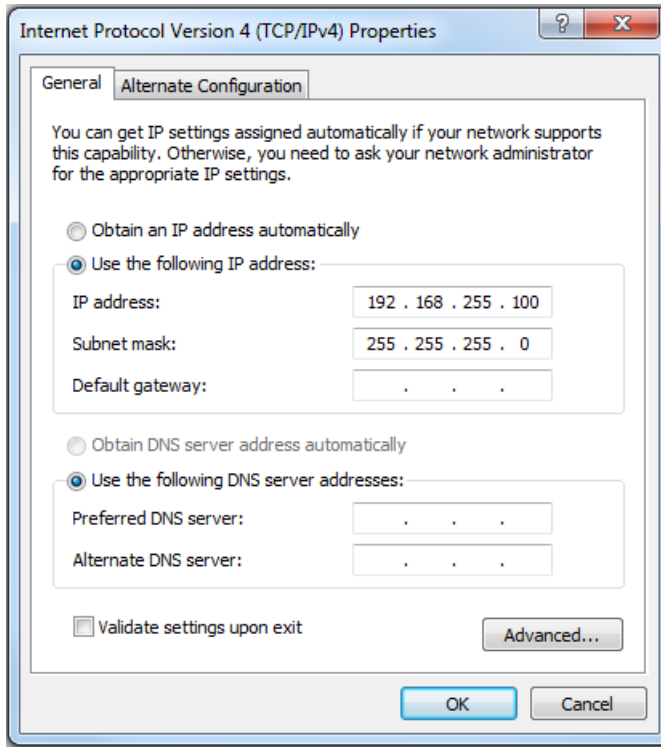 Internet Protocol Version 4 (TCP/IPv4) Properties
?
X
General
Alternate Configuration
You can get IP settings assigned automatically if your network supports
this capability. Otherwise, you need to ask your network administrator
for the appropriate IP settings.
Obtain an IP address automatically
Use the following IP address:
IP address: 192 . 168 . 255 . 100
Subnet mask: 255 . 255 . 255 . 0
Default gateway: . . .
Obtain DNS server address automatically
Use the following DNS server addresses:
Preferred DNS server: . . .
Alternate DNS server: . . .
Validate settings upon exit
Advanced...
OK
Cancel